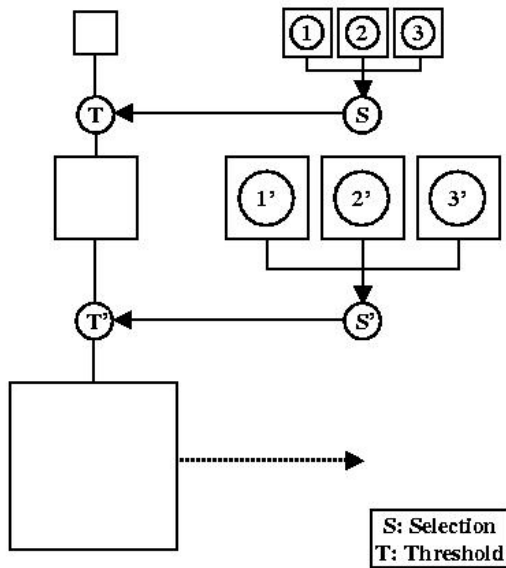 1 2 3
T S
1' 2' 3'
T' S'
S: Selection
T: Threshold